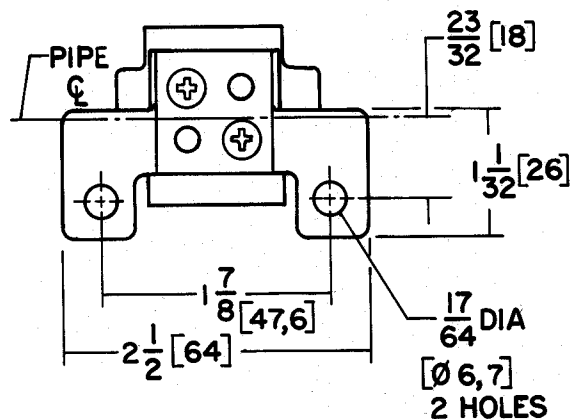 23/32 [18]
PIPE
℄
1 1/32 [26]
1 7/8 [47,6]
2 1/2 [64]
17/64 DIA
[Ø 6,7]
2 HOLES